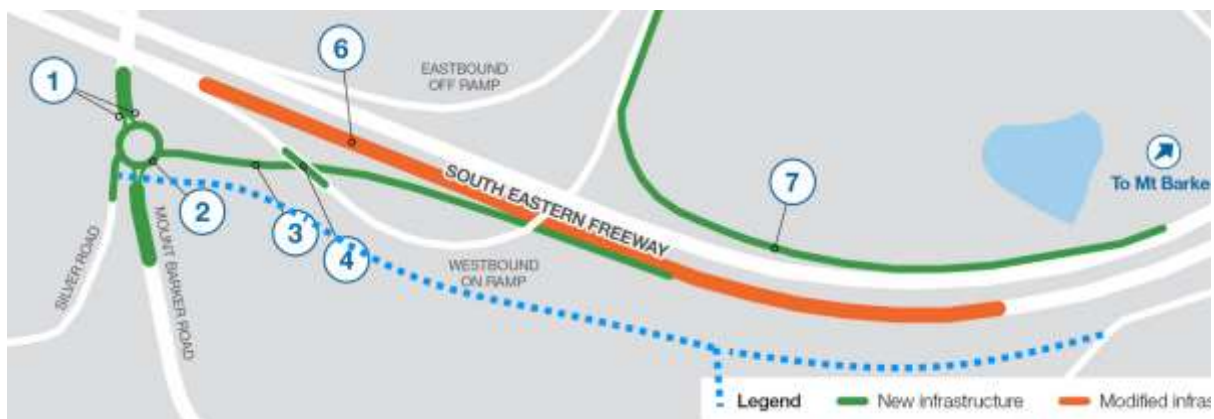 6
1
EASTBOUND
OFF RAMP
SOUTH EASTERN FREEWAY
7
To Mt Barke
2
3
4
SILVER ROAD
MOUNT BARKER ROAD
WESTBOUND
ON RAMP
Legend
New infrastructure
Modified infras